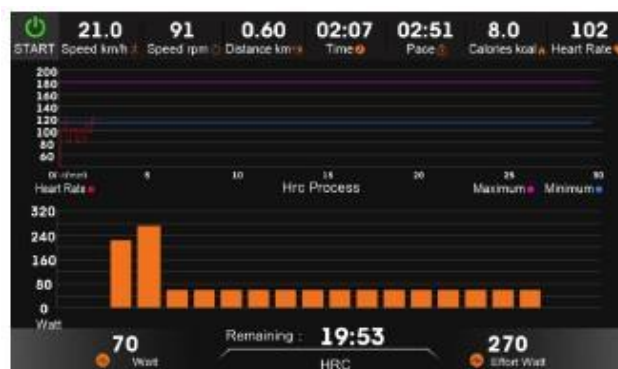 21.0 91 0.60 02:07 02:51 8.0 102
START Speed km/h Speed rpm Distance km Time Pace Calories kcal Heart Rate
200
180
160
140
120
100
80
60
5 10 15 20 25 30
Heart Rate Hrc Process Maximum Minimum
320
240
160
80
0
Watt
70 Remaining : 19:53 270
Watt HRC Effort Watt